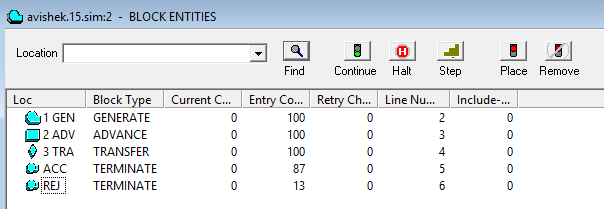 avishek.15.sim:2 - BLOCK ENTITIES
Location
Find Continue Halt Step Place Remove
Loc Block Type Current C... Entry Co... Retry Ch... Line Nu... Include-...
1 GEN GENERATE 0 100 0 2 0
2 ADV ADVANCE 0 100 0 3 0
3 TRA TRANSFER 0 100 0 4 0
ACC TERMINATE 0 87 0 5 0
REJ TERMINATE 0 13 0 6 0